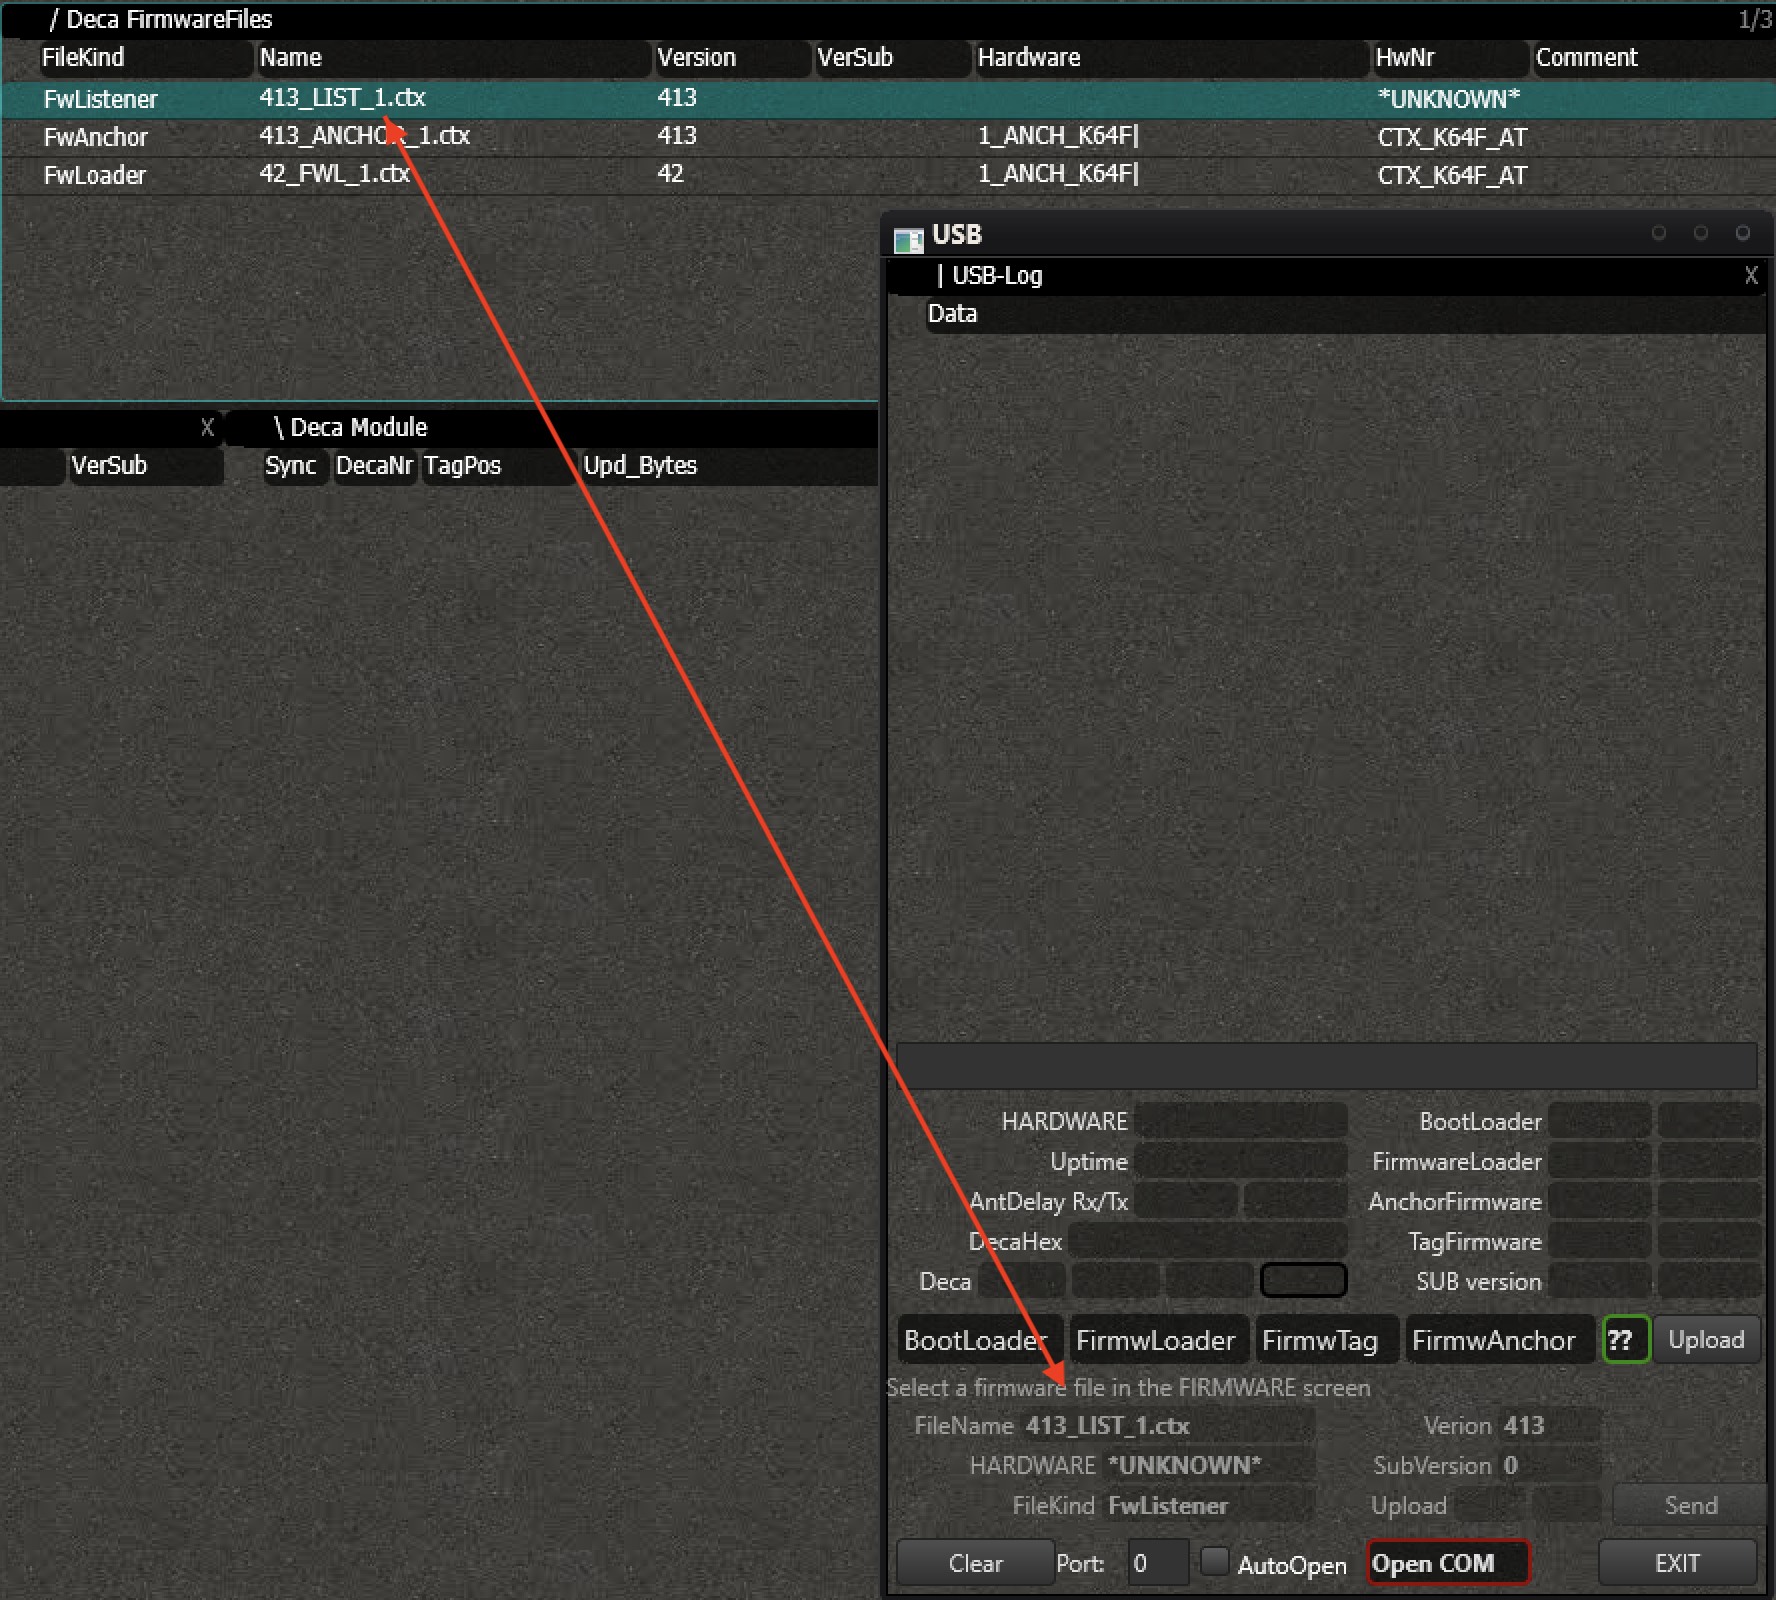 / Deca FirmwareFiles 1/3
FileKind Name Version VerSub Hardware HwNr Comment
FwListener 413_LIST_1.ctx 413 *UNKNOWN*
FwAnchor 413_ANCHOR_1.ctx 413 1_ANCH_K64F| CTX_K64F_AT
FwLoader 42_FWL_1.ctx 42 1_ANCH_K64F| CTX_K64F_AT
USB
| USB-Log X
Data
X \ Deca Module
VerSub Sync DecaNr TagPos Upd_Bytes
HARDWARE BootLoader
Uptime FirmwareLoader
AntDelay Rx/Tx AnchorFirmware
DecaHex TagFirmware
Deca SUB version
BootLoader FirmwLoader FirmwTag FirmwAnchor ?? Upload
Select a firmware file in the FIRMWARE screen
FileName 413_LIST_1.ctx Verion 413
HARDWARE *UNKNOWN* SubVersion 0
FileKind FwListener Upload Send
Clear Port: 0 AutoOpen Open COM EXIT